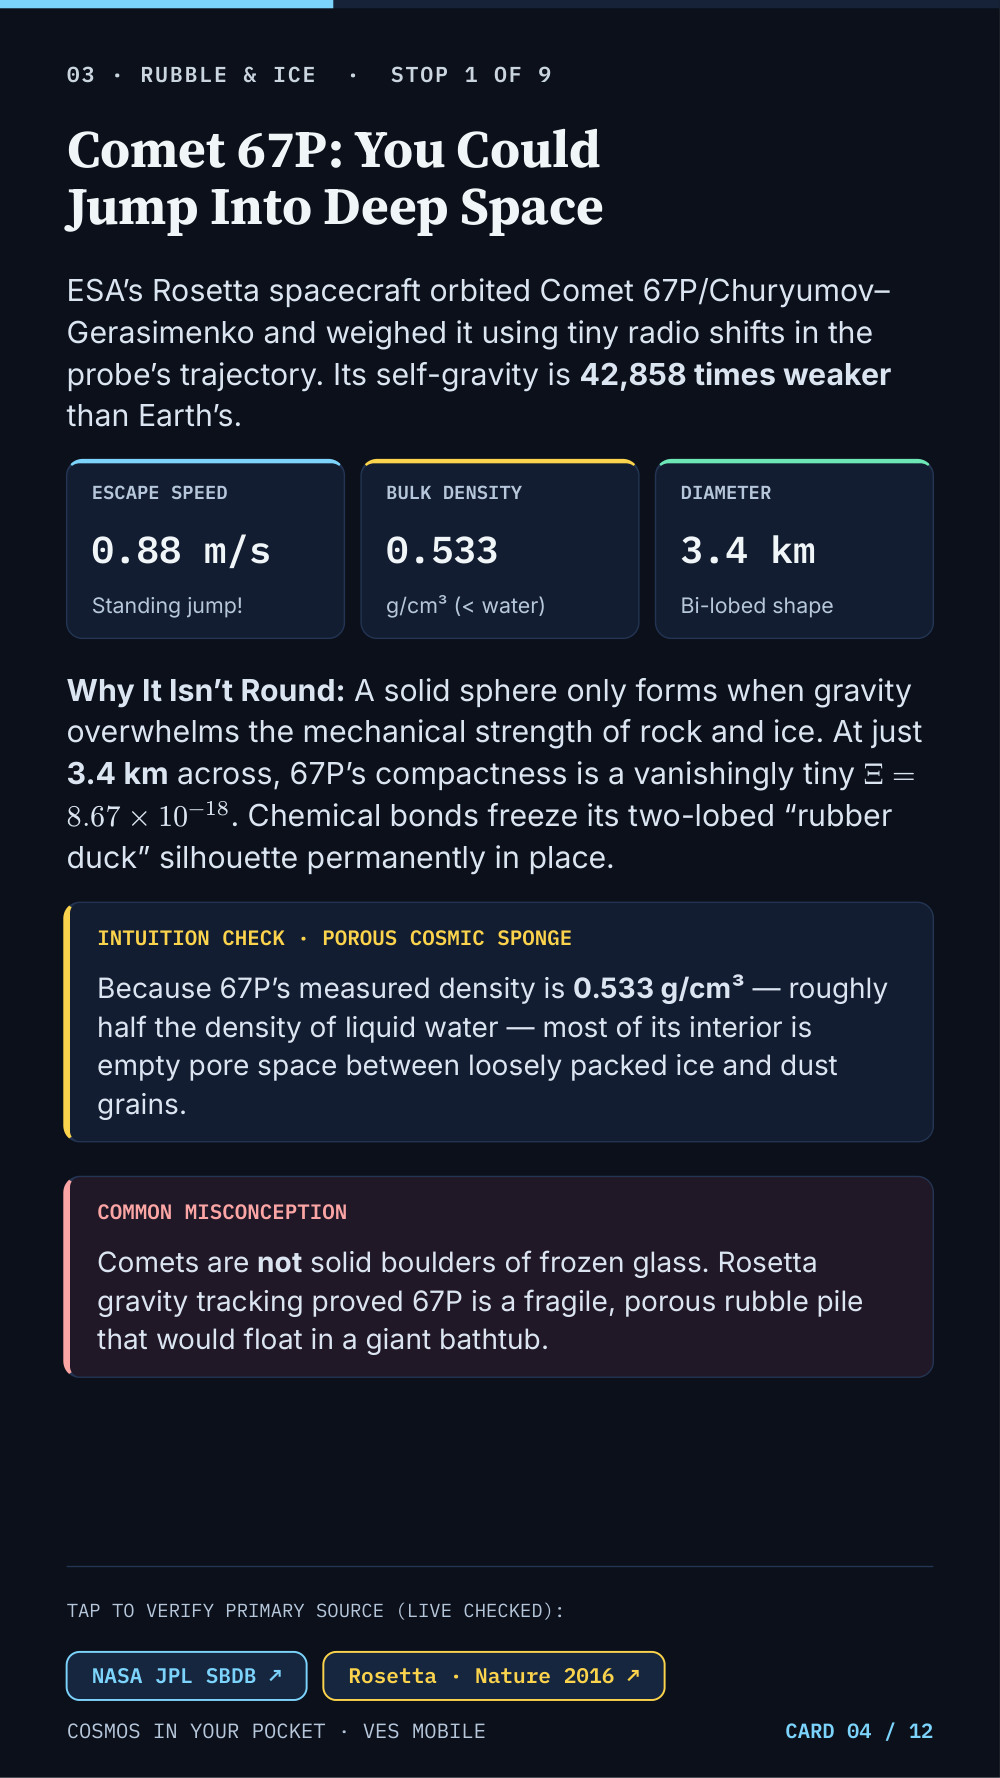 03 · RUBBLE & ICE · STOP 1 OF 9
Comet 67P: You Could
Jump Into Deep Space
ESA’s Rosetta spacecraft orbited Comet 67P/Churyumov–
Gerasimenko and weighed it using tiny radio shifts in the
probe’s trajectory. Its self-gravity is 42,858 times weaker
than Earth’s.
ESCAPE SPEED
0.88 m/s
Standing jump!
BULK DENSITY
0.533
g/cm³ (< water)
DIAMETER
3.4 km
Bi-lobed shape
Why It Isn’t Round: A solid sphere only forms when gravity
overwhelms the mechanical strength of rock and ice. At just
3.4 km across, 67P’s compactness is a vanishingly tiny Ξ =
8.67 × 10⁻¹⁸. Chemical bonds freeze its two-lobed “rubber
duck” silhouette permanently in place.
INTUITION CHECK · POROUS COSMIC SPONGE
Because 67P’s measured density is 0.533 g/cm³ — roughly
half the density of liquid water — most of its interior is
empty pore space between loosely packed ice and dust
grains.
COMMON MISCONCEPTION
Comets are not solid boulders of frozen glass. Rosetta
gravity tracking proved 67P is a fragile, porous rubble pile
that would float in a giant bathtub.
TAP TO VERIFY PRIMARY SOURCE (LIVE CHECKED):
NASA JPL SBDB ↗ Rosetta · Nature 2016 ↗
COSMOS IN YOUR POCKET · VES MOBILE CARD 04 / 12